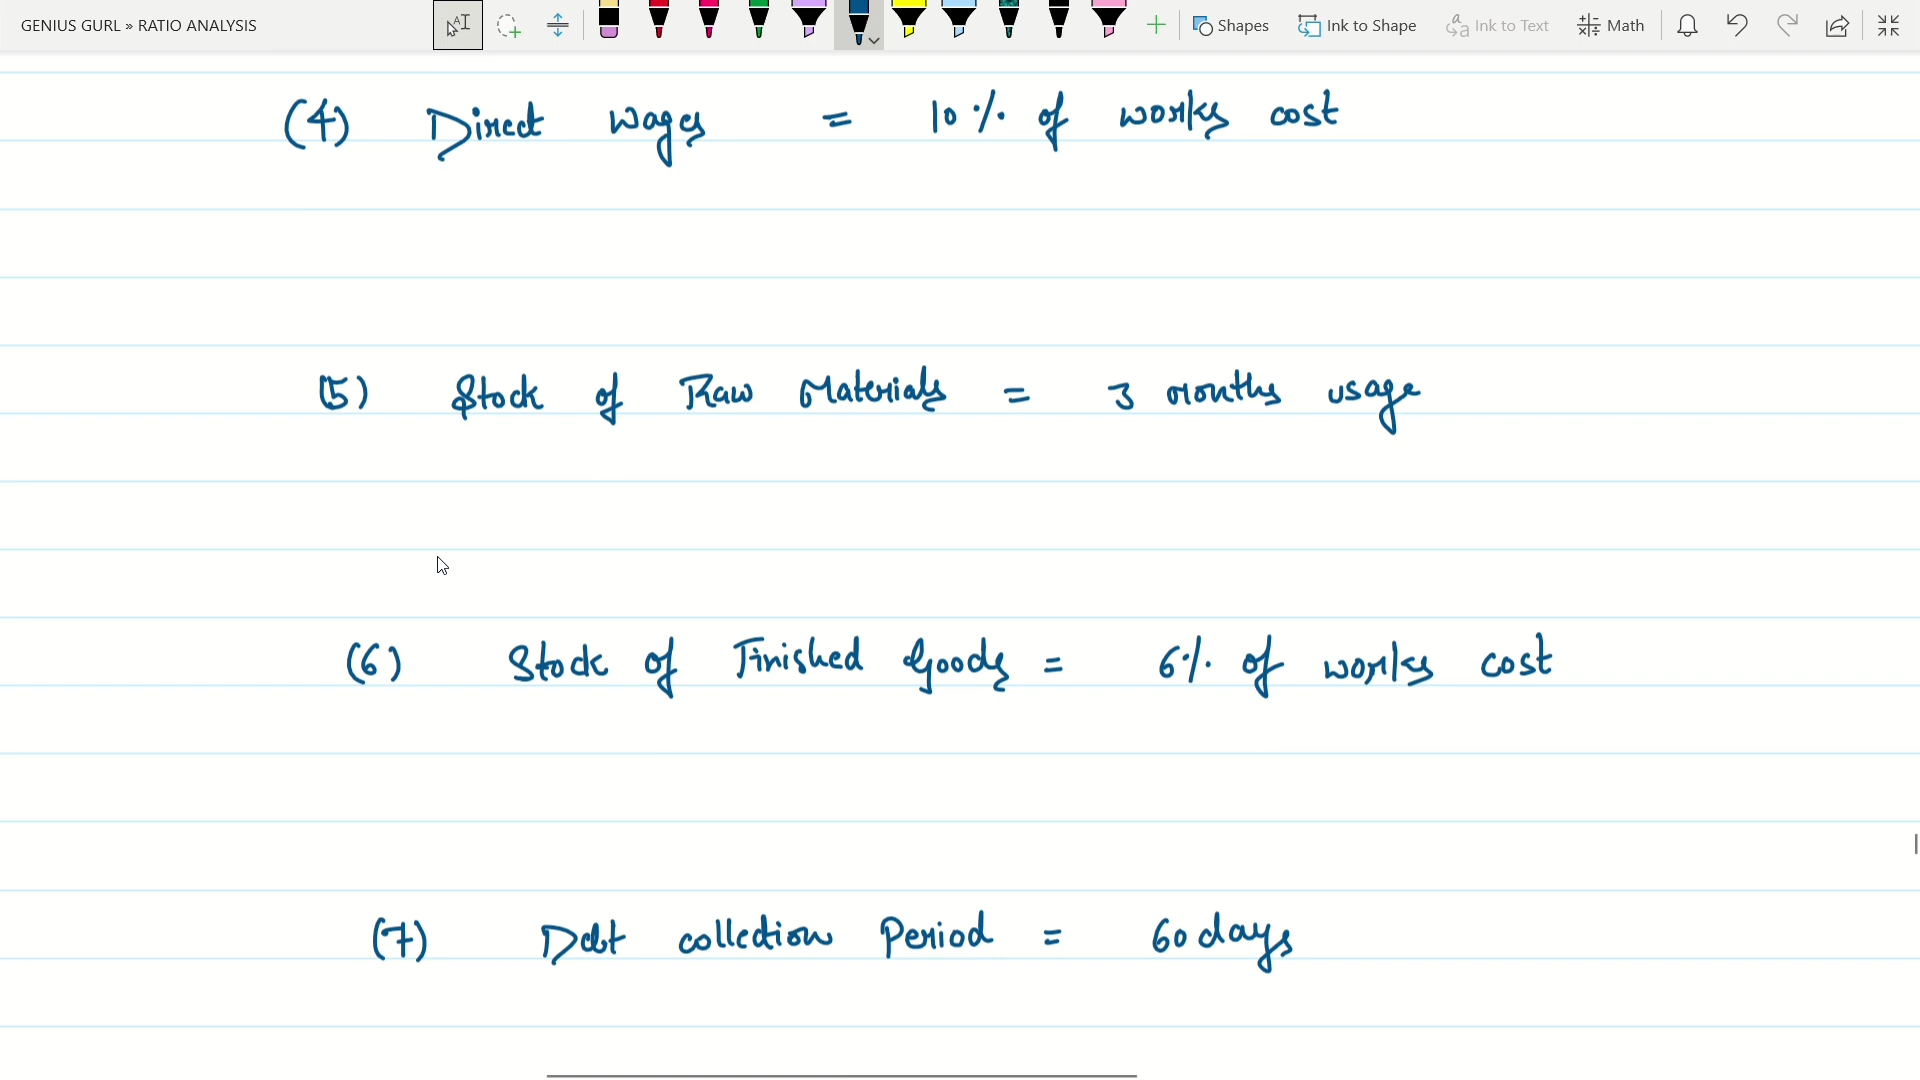 GENIUS GURL » RATIO ANALYSIS
Shapes
Ink to Shape
Ink to Text
Math
(4) Direct wages = 10% of works cost
(5) Stock of Raw Materials = 3 months usage
(6) Stock of Finished Goods = 6% of works cost
(7) Debt collection Period = 60 days